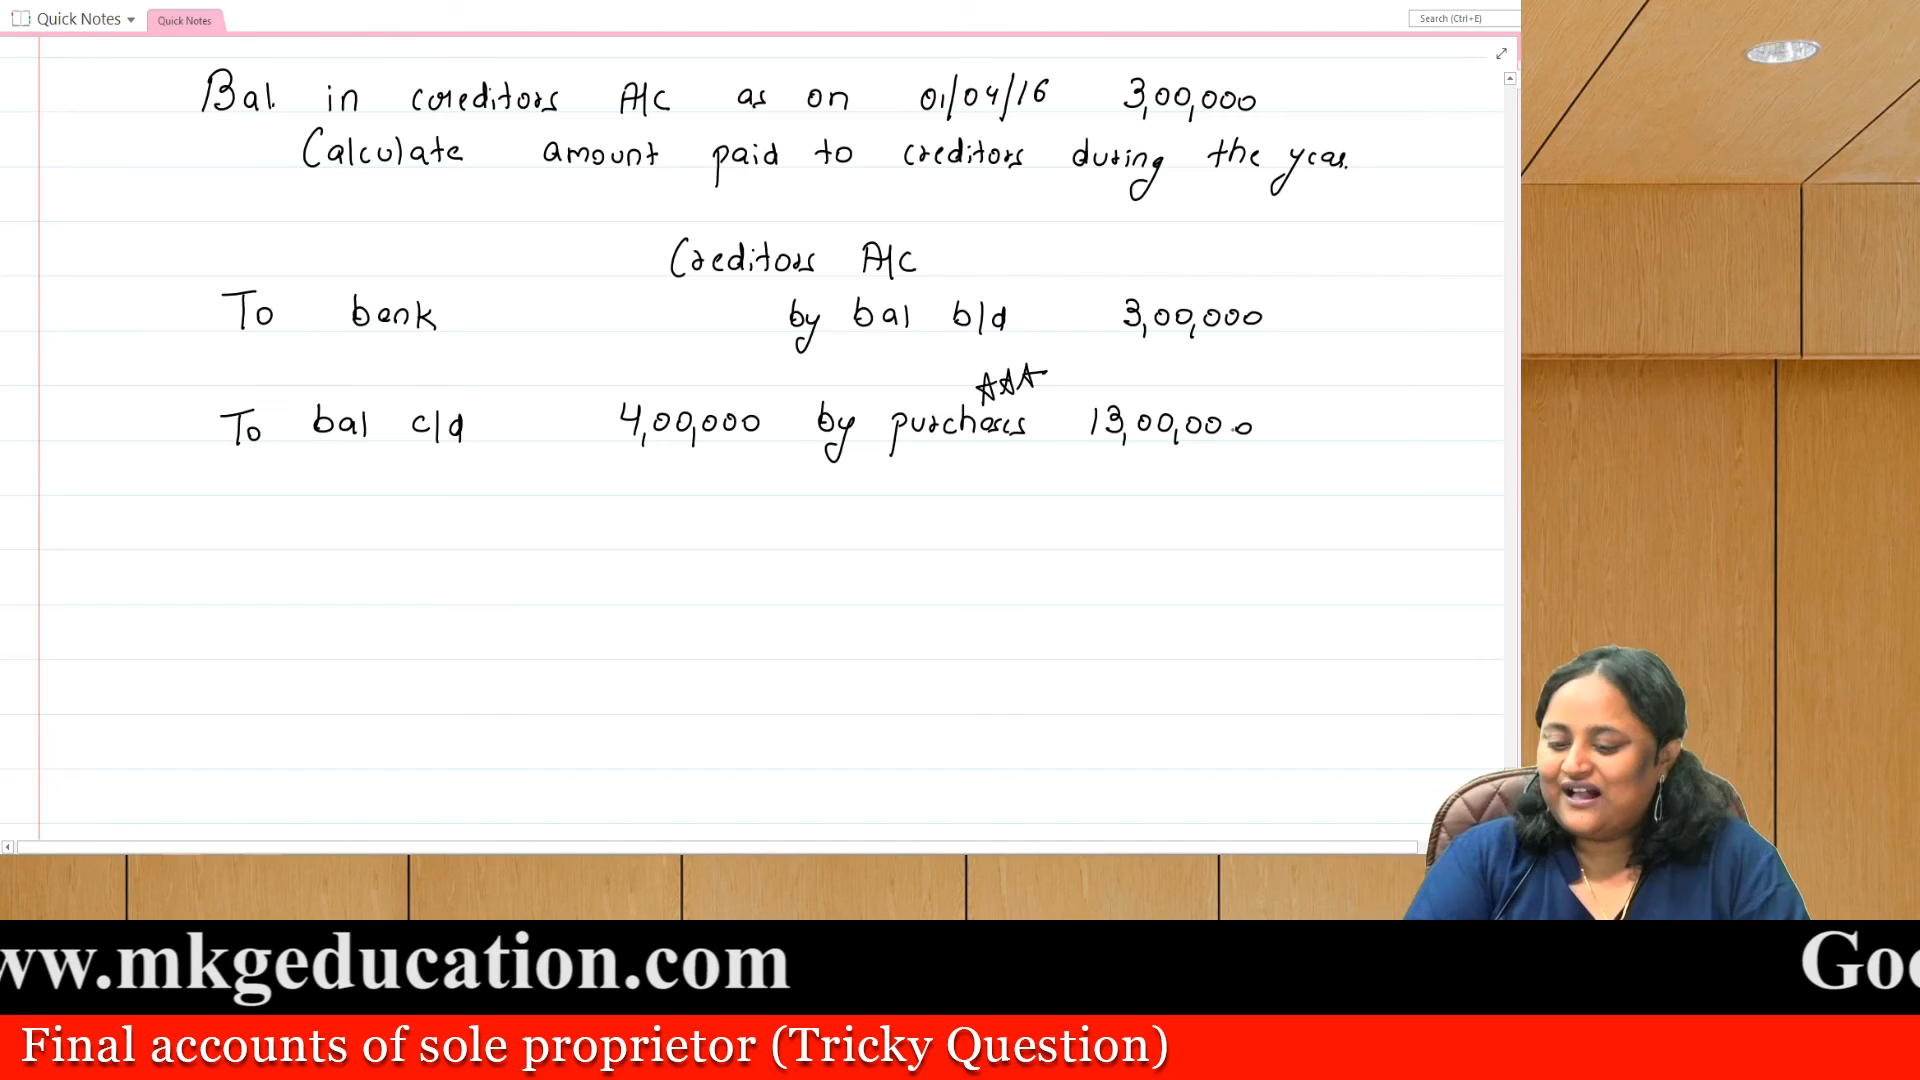 Quick Notes
Quick Notes
Search (Ctrl+E)
Bal. in creditors A/C as on 01/04/16 3,00,000
Calculate amount paid to creditors during the year.
Creditors A/C
To bank by bal b/d 3,00,000
To bal c/d 4,00,000 by purchases 13,00,000
www.mkgeducation.com Goo
Final accounts of sole proprietor (Tricky Question)